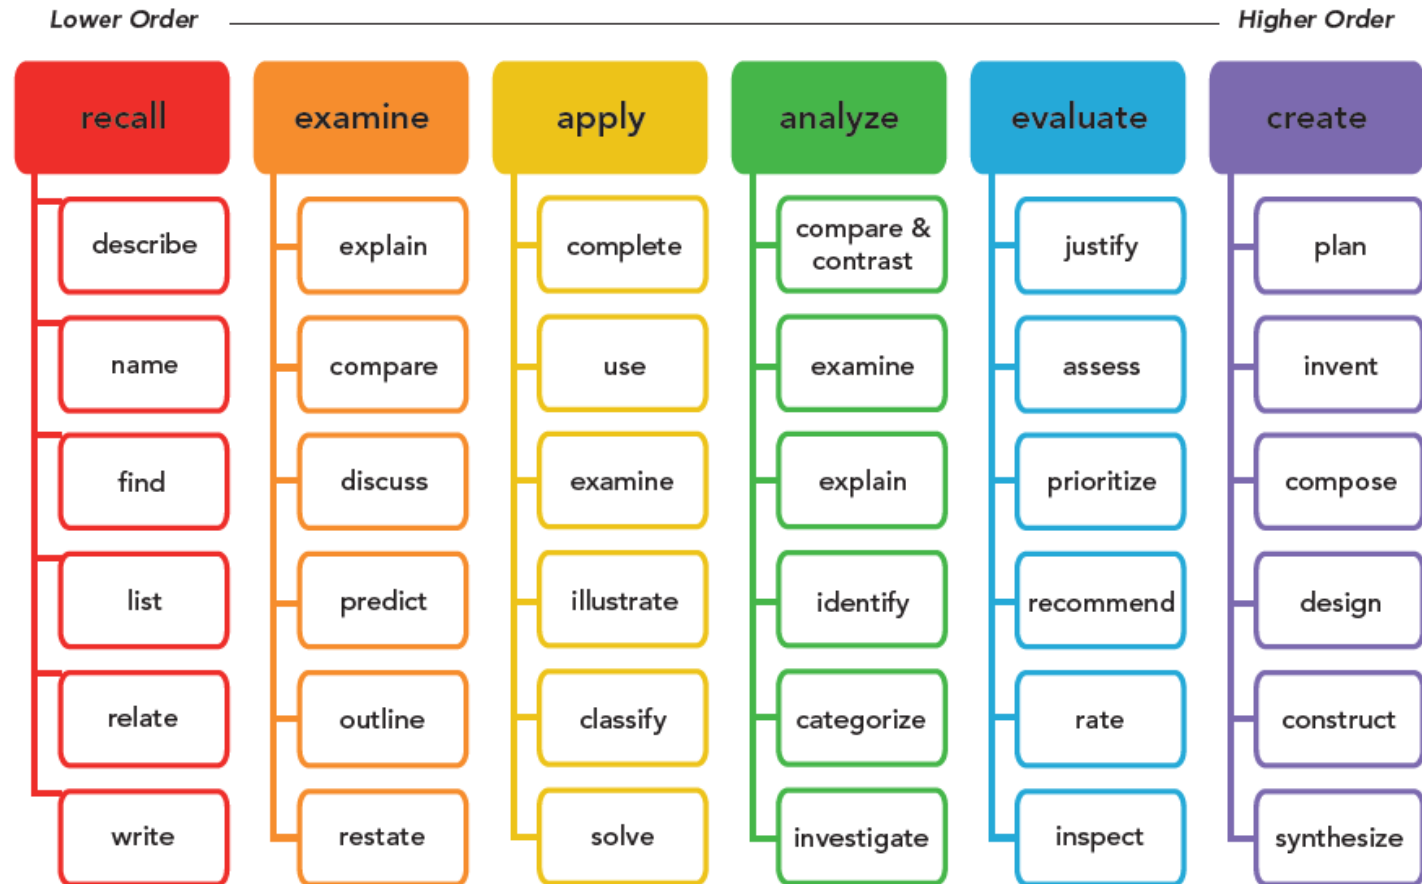 Lower Order
Higher Order
recall
examine
apply
analyze
evaluate
create
describe
name
find
list
relate
write
explain
compare
discuss
predict
outline
restate
complete
use
examine
illustrate
classify
solve
compare &
contrast
examine
explain
identify
categorize
investigate
justify
assess
prioritize
recommend
rate
inspect
plan
invent
compose
design
construct
synthesize